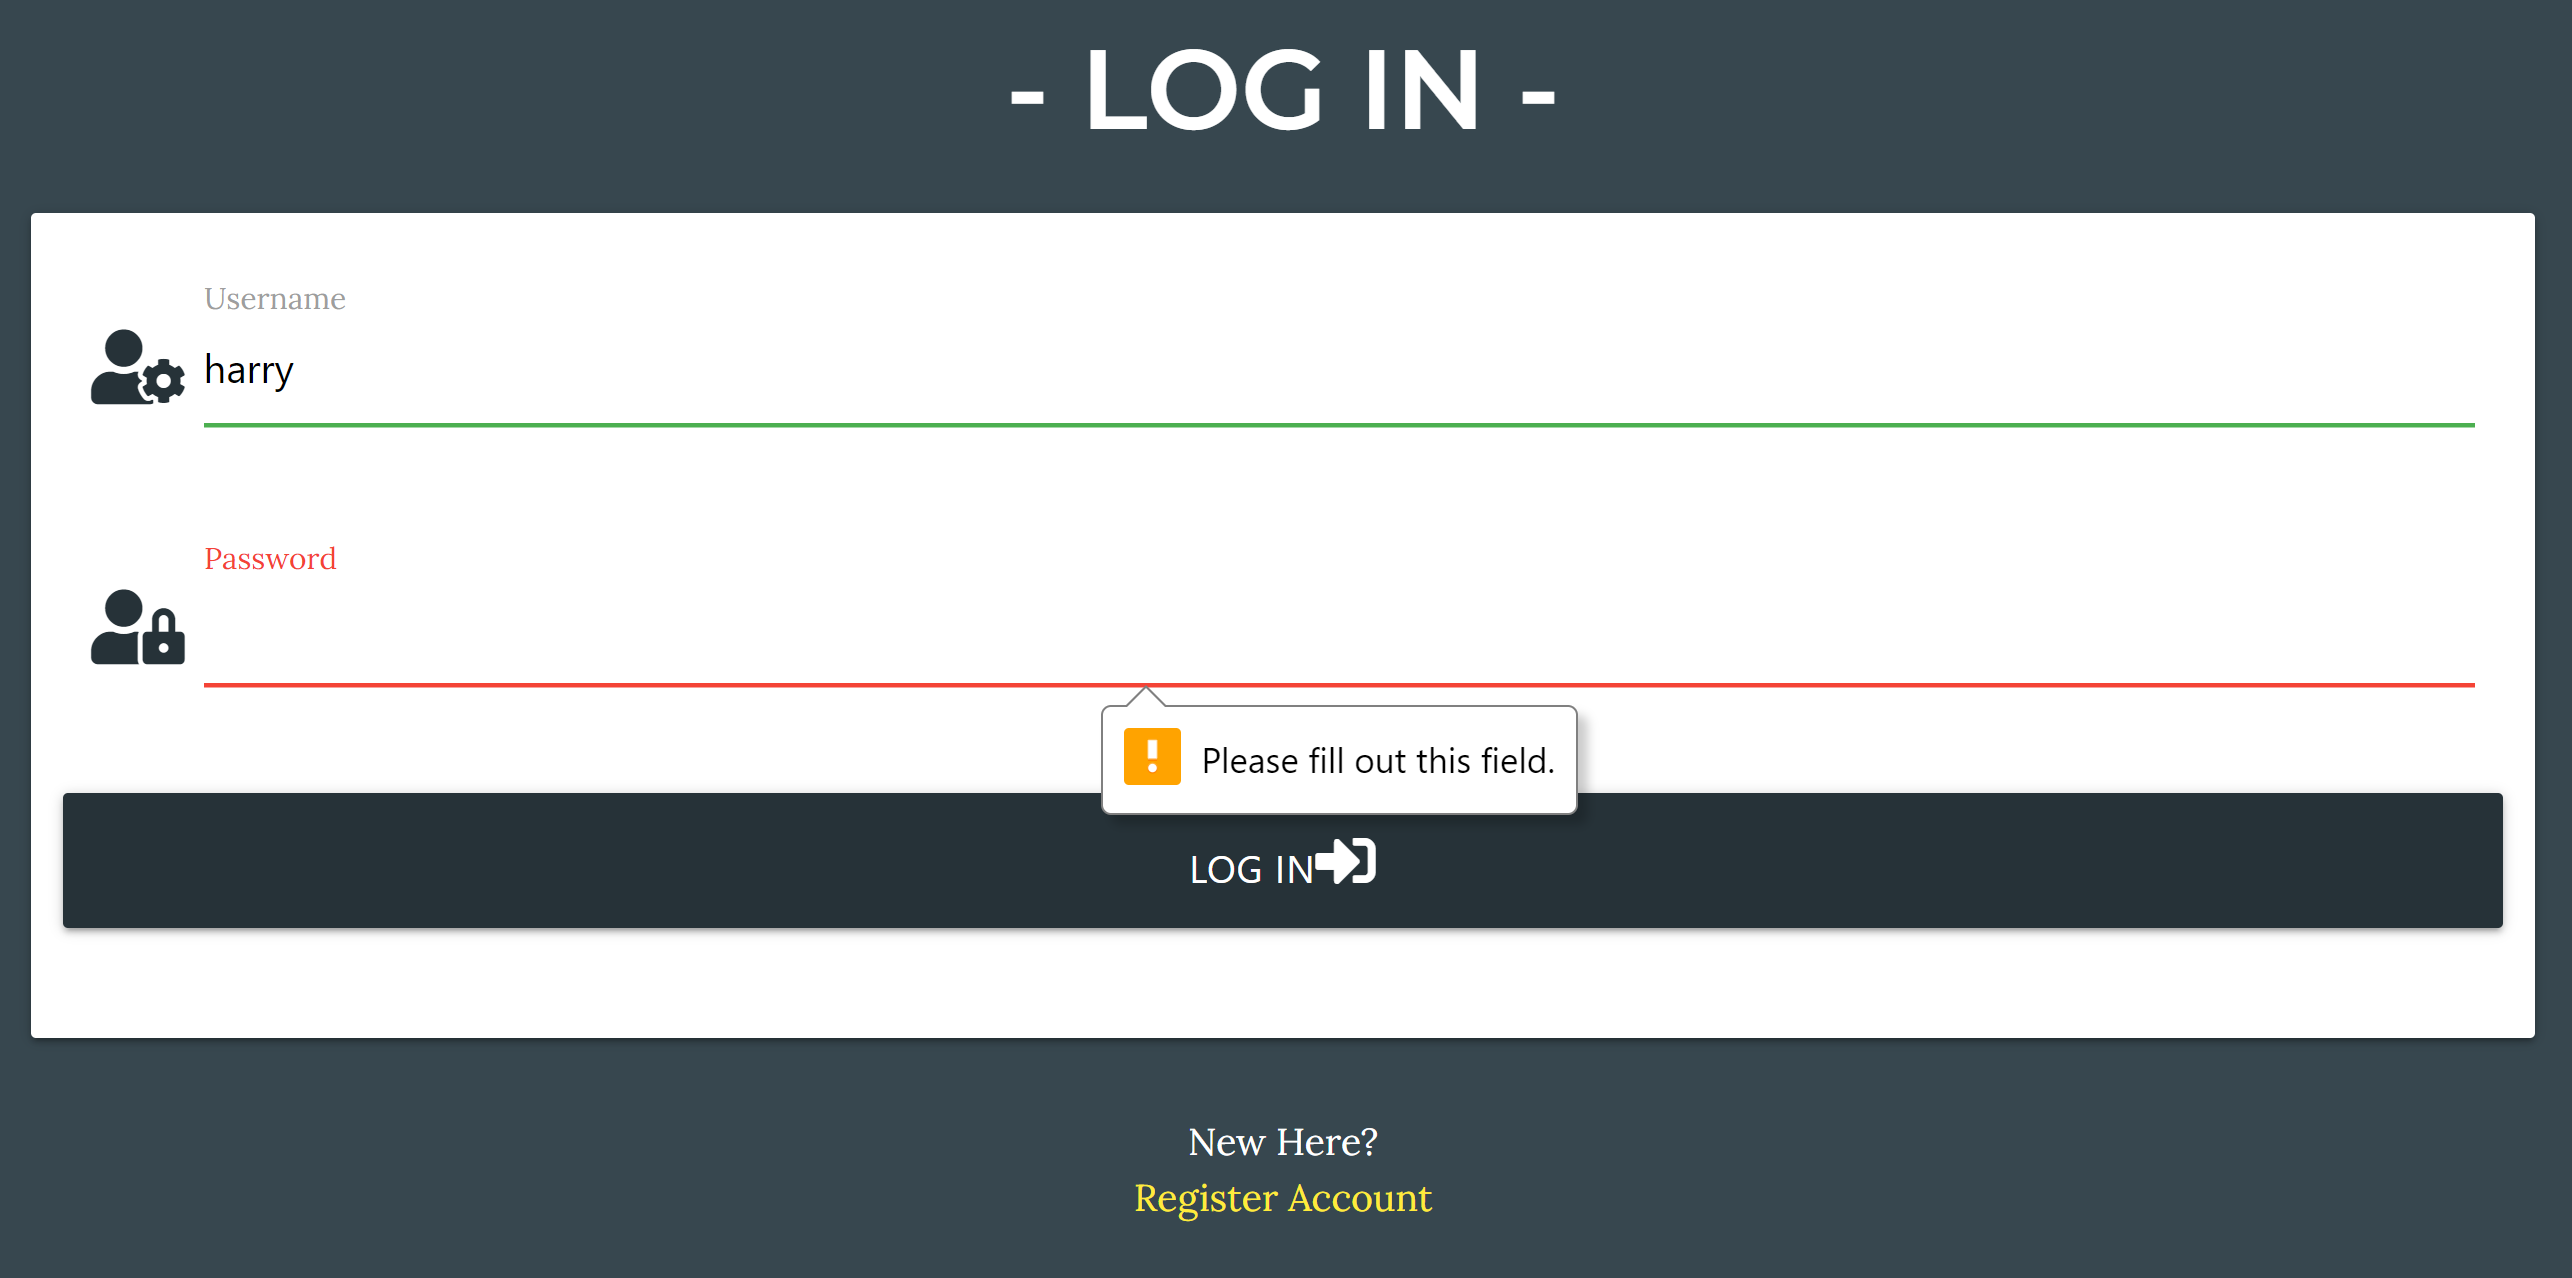 - LOG IN -
Username
harry
Password
Please fill out this field.
LOG IN
New Here?
Register Account